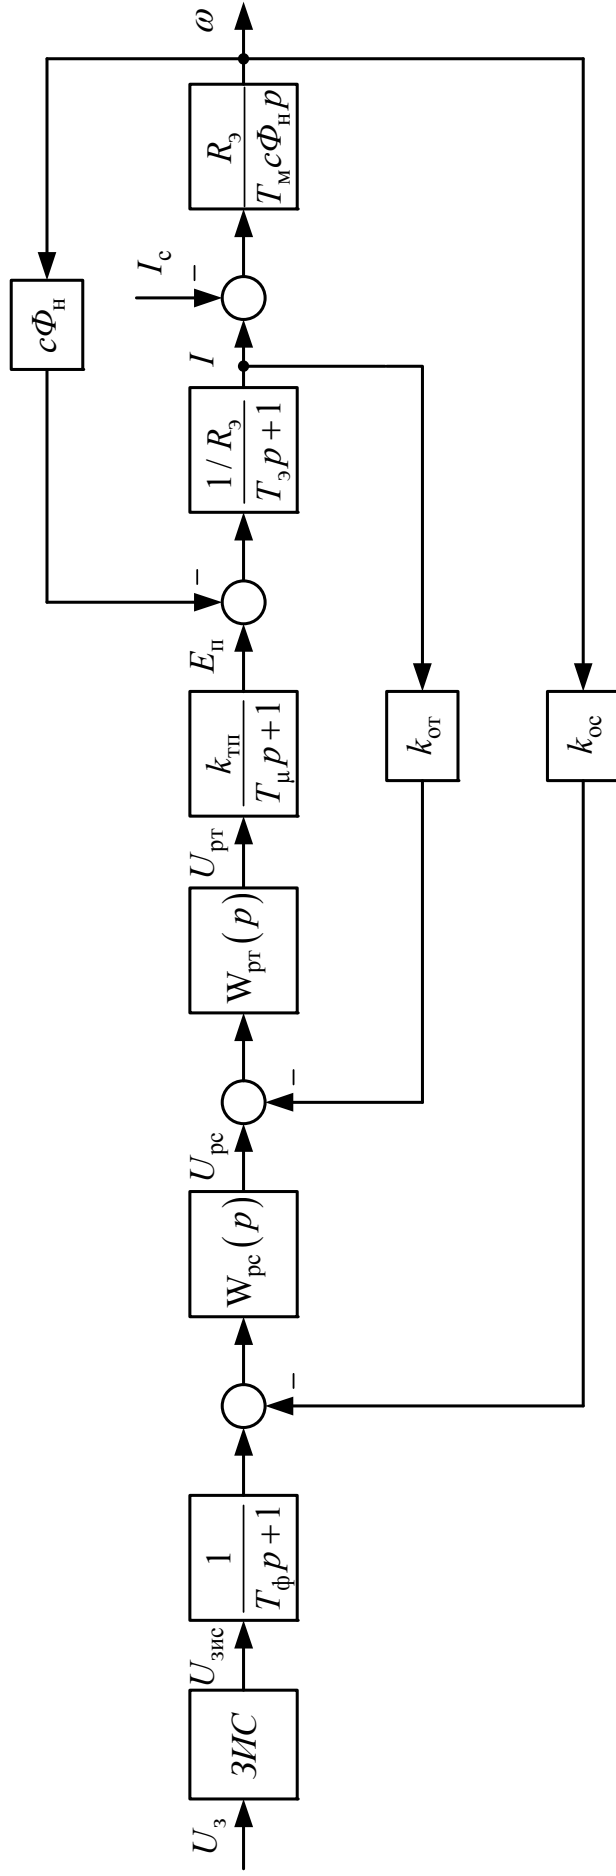 U_з
ЗИС
U_зис
1
T_ф p + 1
W_рс (p)
U_рс
W_рт (p)
U_рт
k_тп
T_μ p + 1
E_п
−
1 / R_э
T_э p + 1
I
I_с
−
R_э
T_м cΦ_н p
ω
cΦ_н
−
k_от
−
k_ос